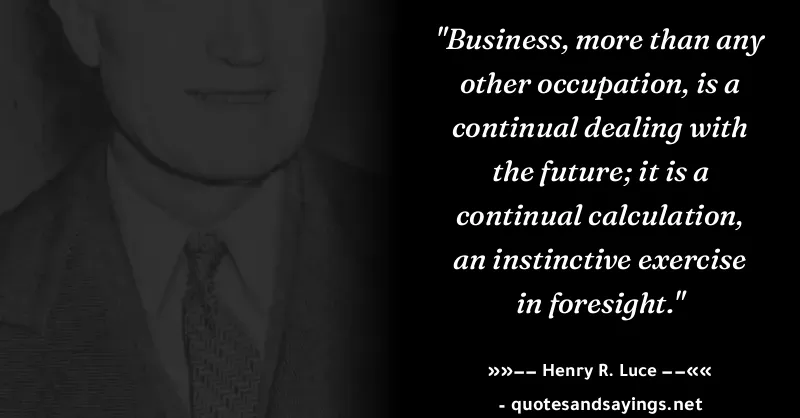 "Business, more than any
other occupation, is a
continual dealing with
the future; it is a
continual calculation,
an instinctive exercise
in foresight."
»»–– Henry R. Luce ––««
- quotesandsayings.net